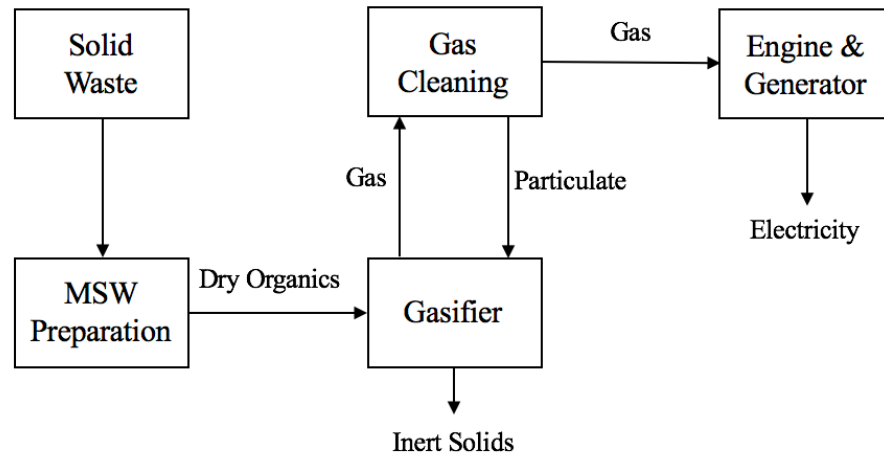 Solid
Waste
Gas
Cleaning
Gas
Engine &
Generator
Gas
Particulate
Electricity
MSW
Preparation
Dry Organics
Gasifier
Inert Solids